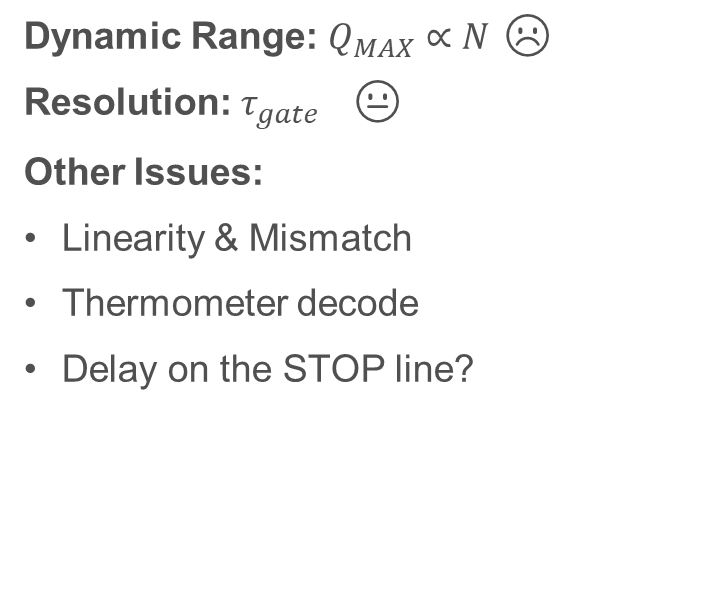 Dynamic Range: Q_MAX ∝ N ☹
Resolution: τ_gate 😐
Other Issues:
• Linearity & Mismatch
• Thermometer decode
• Delay on the STOP line?